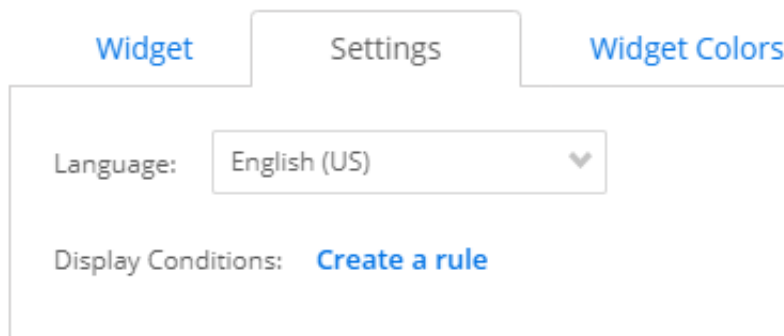 Widget Settings Widget Colors
Language: English (US)
Display Conditions: Create a rule